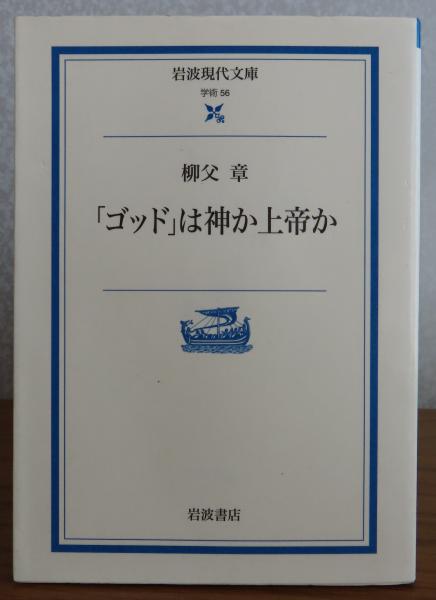 岩波現代文庫
学術 56
柳父 章
「ゴッド」は神か上帝か
岩波書店